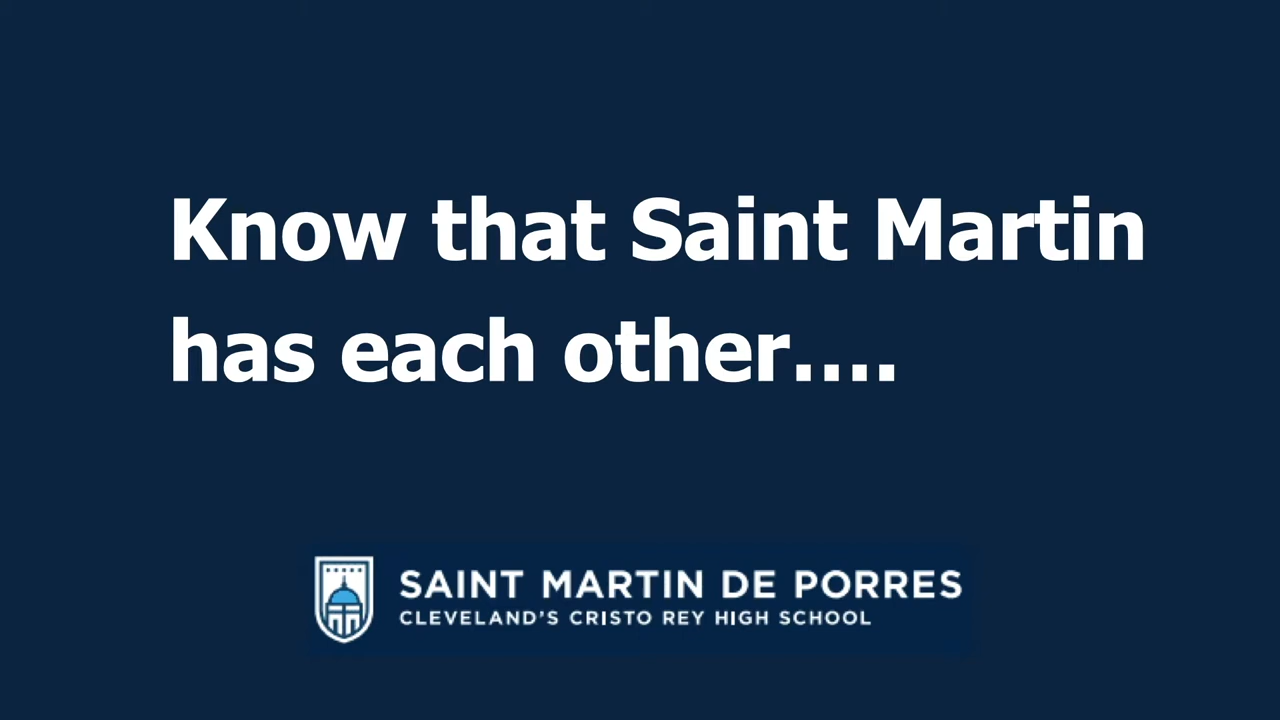 Know that Saint Martin
has each other....
SAINT MARTIN DE PORRES
CLEVELAND'S CRISTO REY HIGH SCHOOL